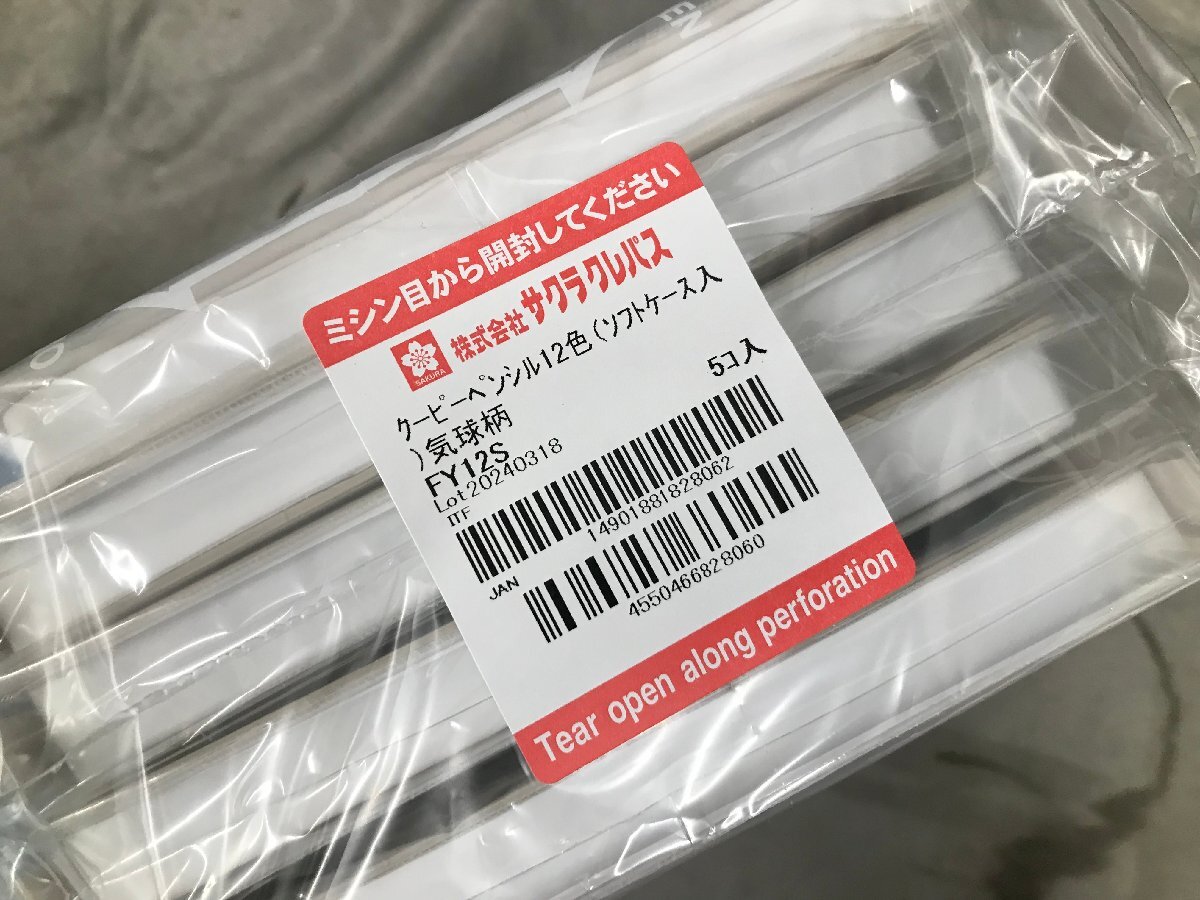 EN
ミシン目から開封してください
SAKURA
株式会社サクラクレパス
クーピーペンシル12色(ソフトケース入
)気球柄
5コ入
FY12S
Lot20240318
ITF
14901881828062
JAN
4550466828060
Tear open along perforation